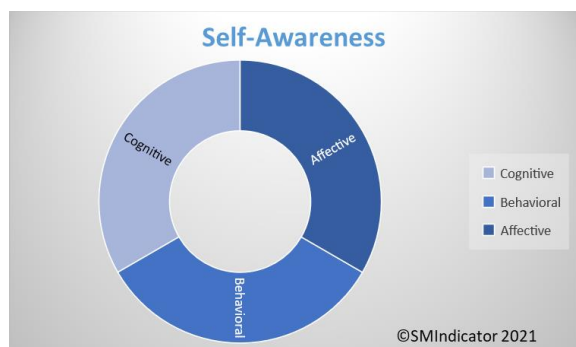 Self-Awareness
Cognitive
Affective
Behavioral
Cognitive
Behavioral
Affective
©SMIndicator 2021